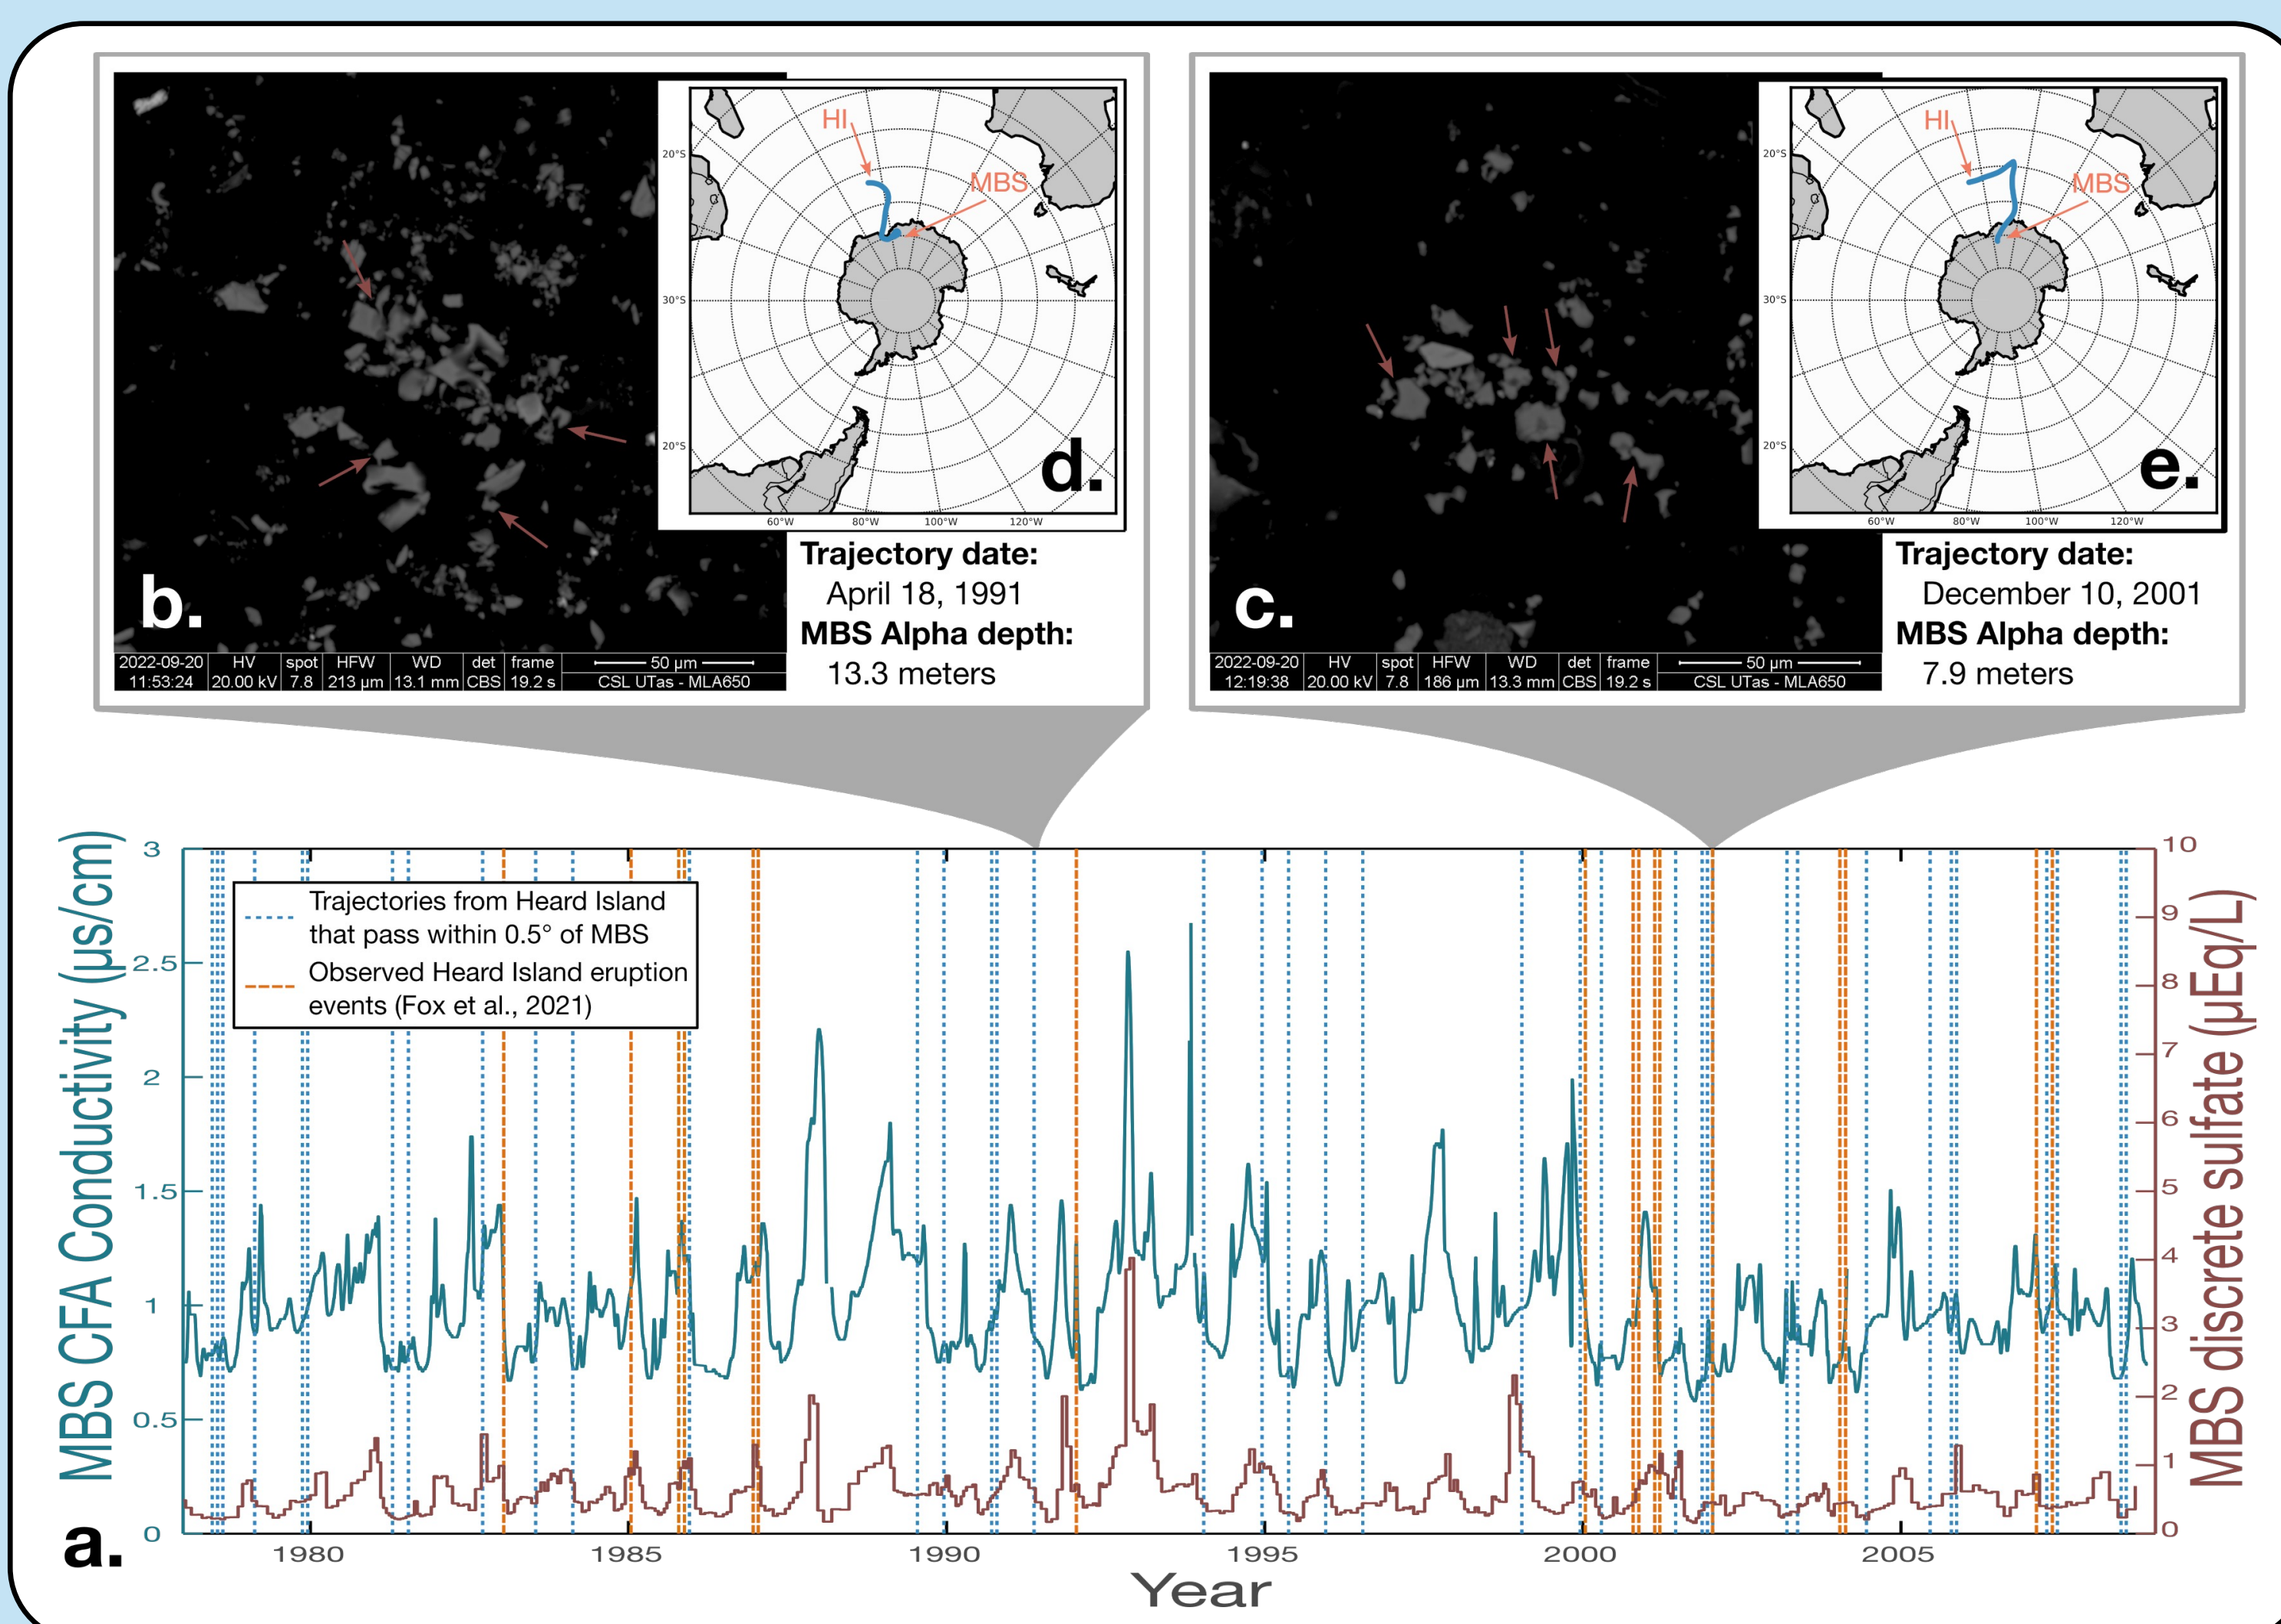 HI
MBS
20°S
30°S
20°S
60°W 80°W 100°W 120°W
d.
b.
2022-09-20 HV spot HFW WD det frame 50 µm
11:53:24 20.00 kV 7.8 213 µm 13.1 mm CBS 19.2 s CSL UTas - MLA650
Trajectory date:
April 18, 1991
MBS Alpha depth:
13.3 meters
HI
MBS
20°S
30°S
20°S
60°W 80°W 100°W 120°W
e.
c.
2022-09-20 HV spot HFW WD det frame 50 µm
12:19:38 20.00 kV 7.8 186 µm 13.3 mm CBS 19.2 s CSL UTas - MLA650
Trajectory date:
December 10, 2001
MBS Alpha depth:
7.9 meters
MBS CFA Conductivity (µs/cm)
3
2.5
2
1.5
1
0.5
0
Trajectories from Heard Island
that pass within 0.5° of MBS
Observed Heard Island eruption
events (Fox et al., 2021)
10
9
8
7
6
5
4
3
2
1
0
MBS discrete sulfate (µEq/L)
a.
1980 1985 1990 1995 2000 2005
Year